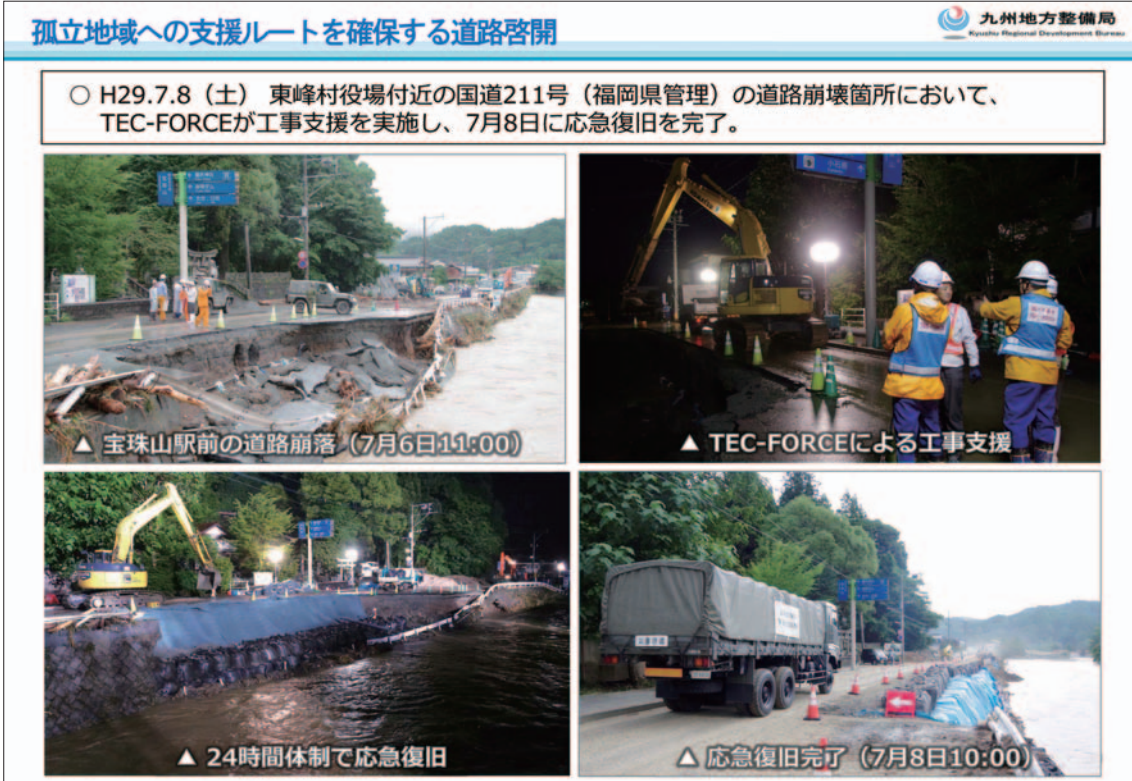 孤立地域への支援ルートを確保する道路啓開
九州地方整備局
Kyushu Regional Development Bureau
○ H29.7.8（土） 東峰村役場付近の国道211号（福岡県管理）の道路崩壊箇所において、
TEC-FORCEが工事支援を実施し、7月8日に応急復旧を完了。
▲ 宝珠山駅前の道路崩落（7月6日11:00）
▲ TEC-FORCEによる工事支援
▲ 24時間体制で応急復旧
▲ 応急復旧完了（7月8日10:00）